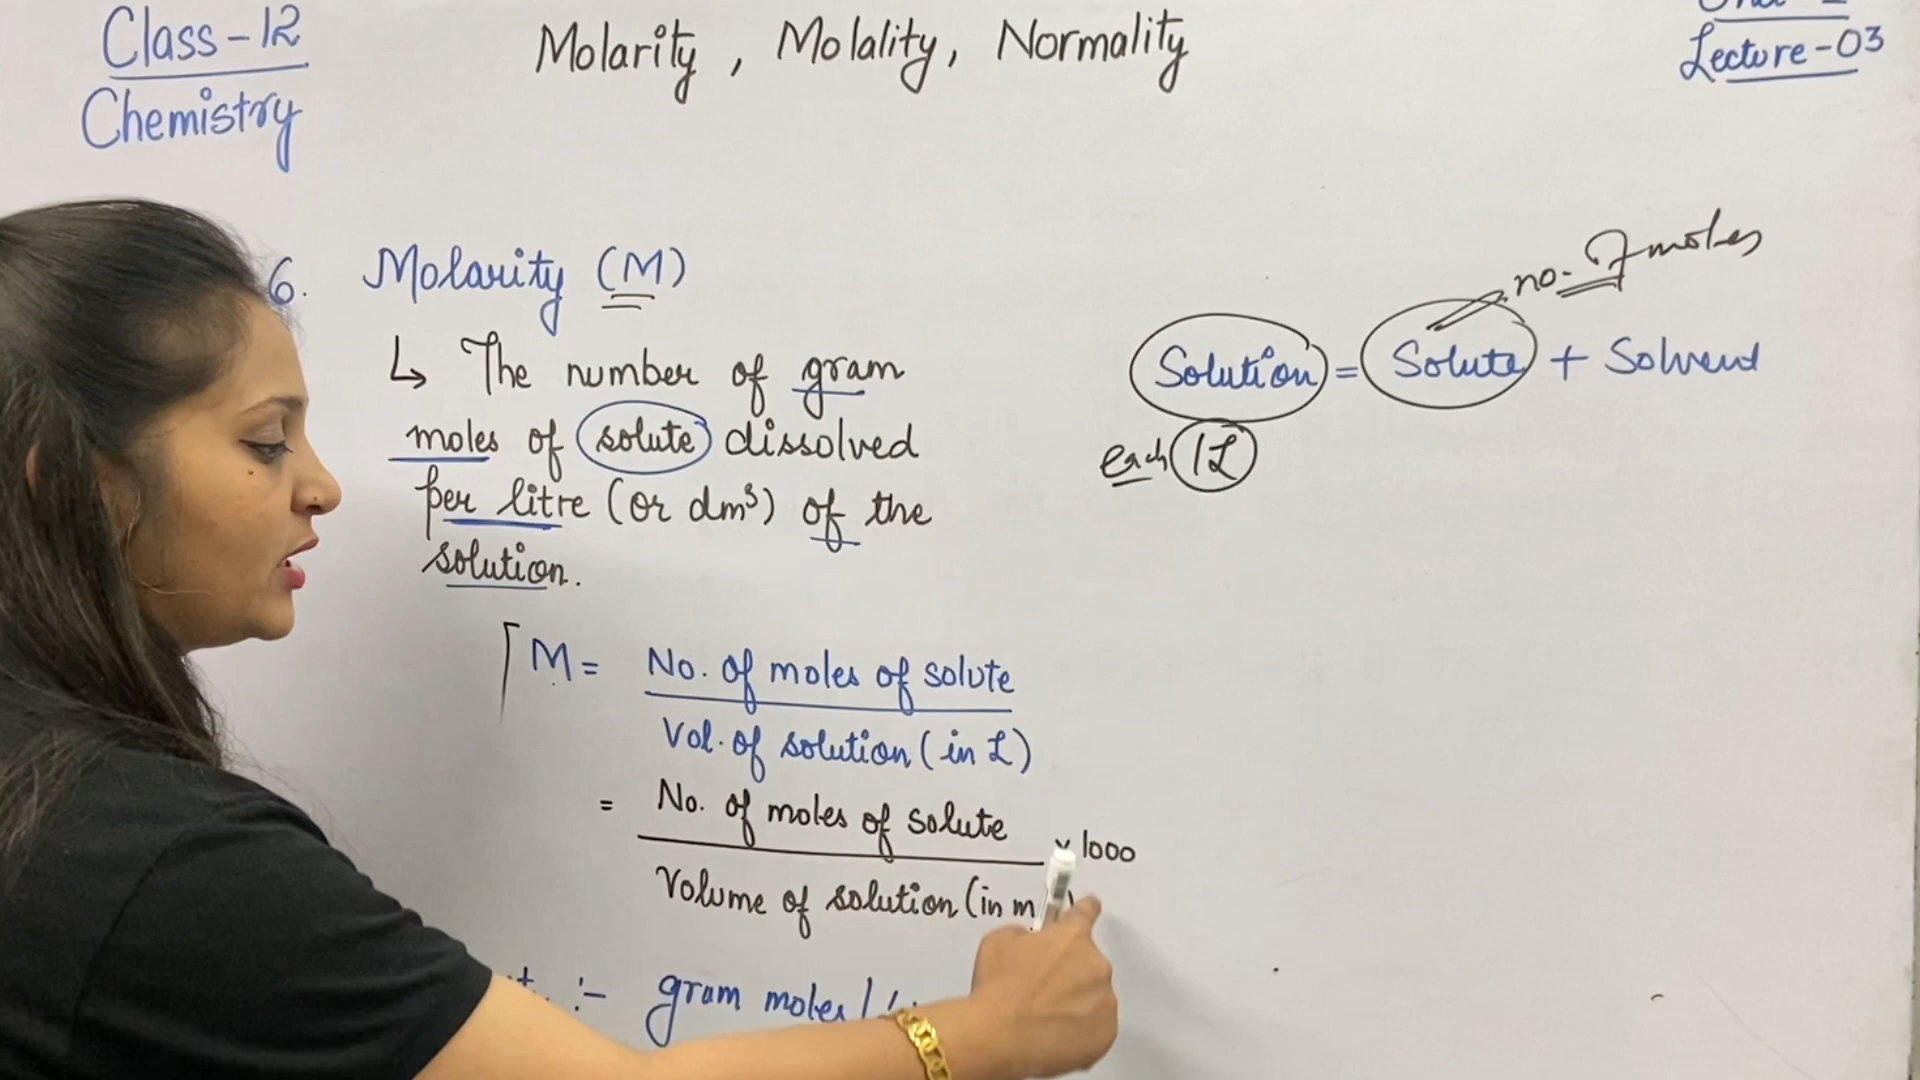 Class-12
Chemistry
Molarity, Molality, Normality
Lecture-03
6. Molarity (M)
↳ The number of gram
moles of solute dissolved
per litre (or dm³) of the
solution.
M = No. of moles of solute
Vol. of solution (in L)
= No. of moles of solute × 1000
Volume of solution (in m
:- gram moles /
no. of moles
Solution = Solute + Solvent
each 1L